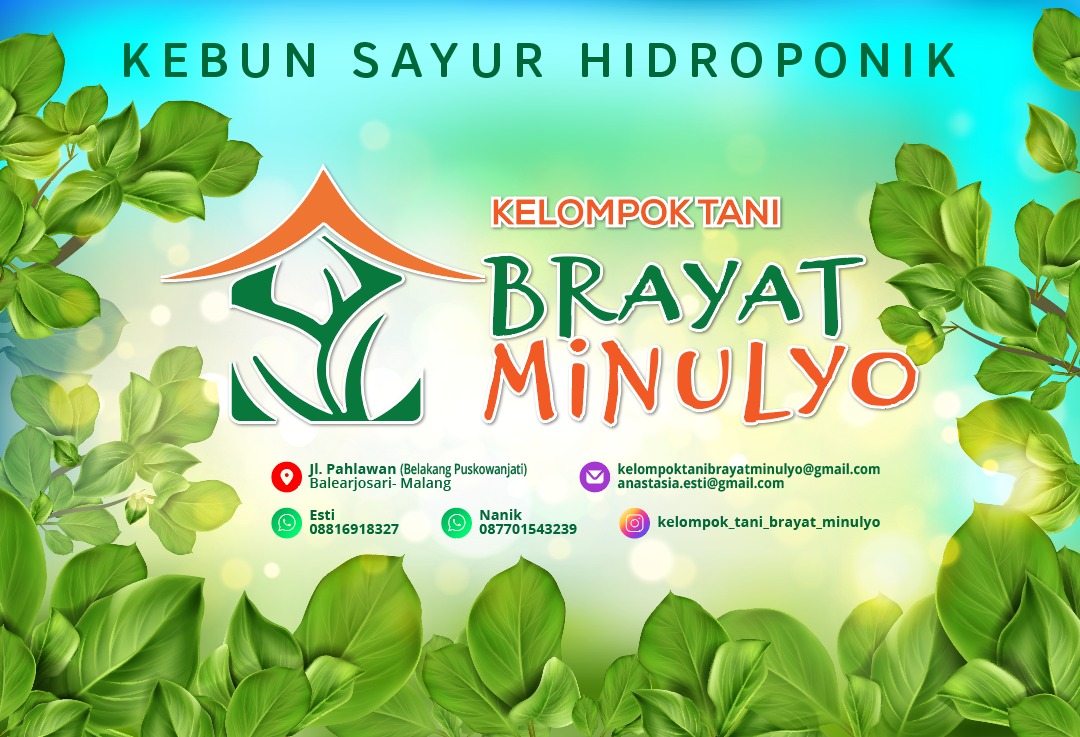 KEBUN SAYUR HIDROPONIK
KELOMPOK TANI
BRAYAT
MiNULYO
Jl. Pahlawan (Belakang Puskowanjati)
Balearjosari- Malang
kelompoktanibrayatminulyo@gmail.com
anastasia.esti@gmail.com
Esti
08816918327
Nanik
087701543239
kelompok_tani_brayat_minulyo